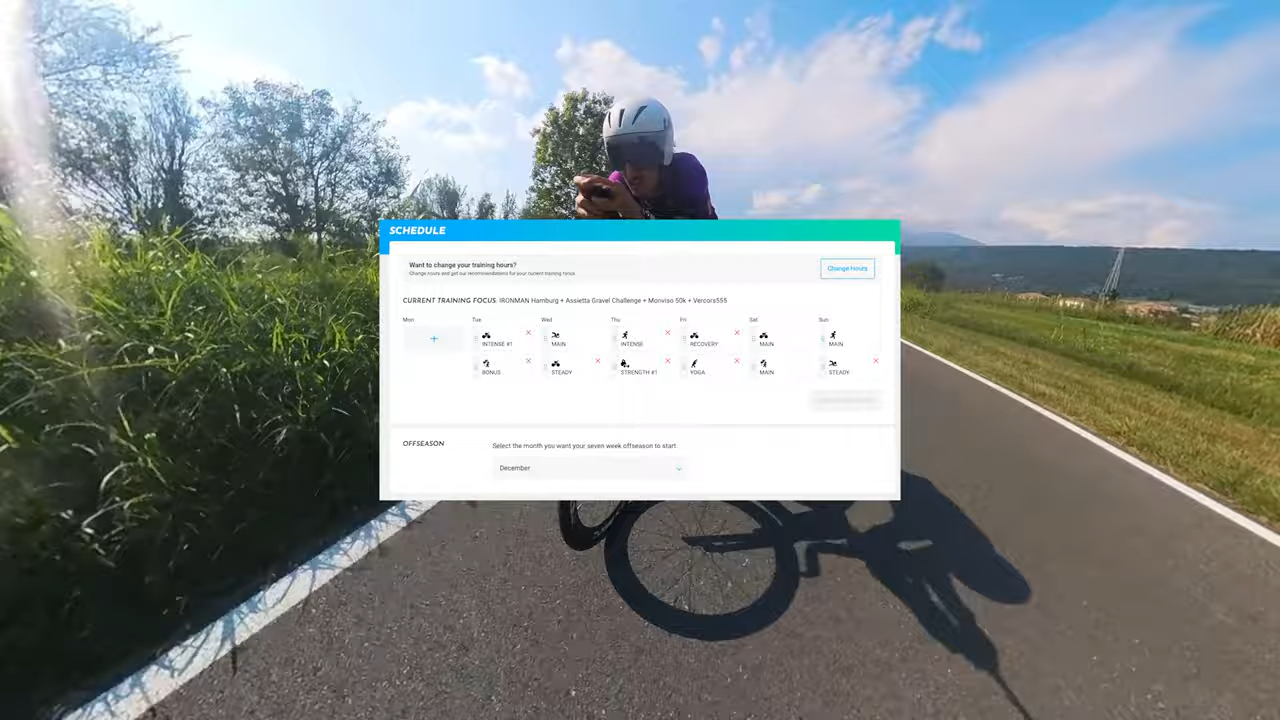 SCHEDULE
Want to change your training hours?
Change hours and get our recommendations for your current training focus
Change Hours
CURRENT TRAINING FOCUS: IRONMAN Hamburg + Assietta Gravel Challenge + Monviso 50k + Vercors555
Mon Tue Wed Thu Fri Sat Sun
INTENSE #1 MAIN INTENSE RECOVERY MAIN MAIN
BONUS STEADY STRENGTH #1 YOGA MAIN STEADY
OFFSEASON
Select the month you want your seven week offseason to start
December